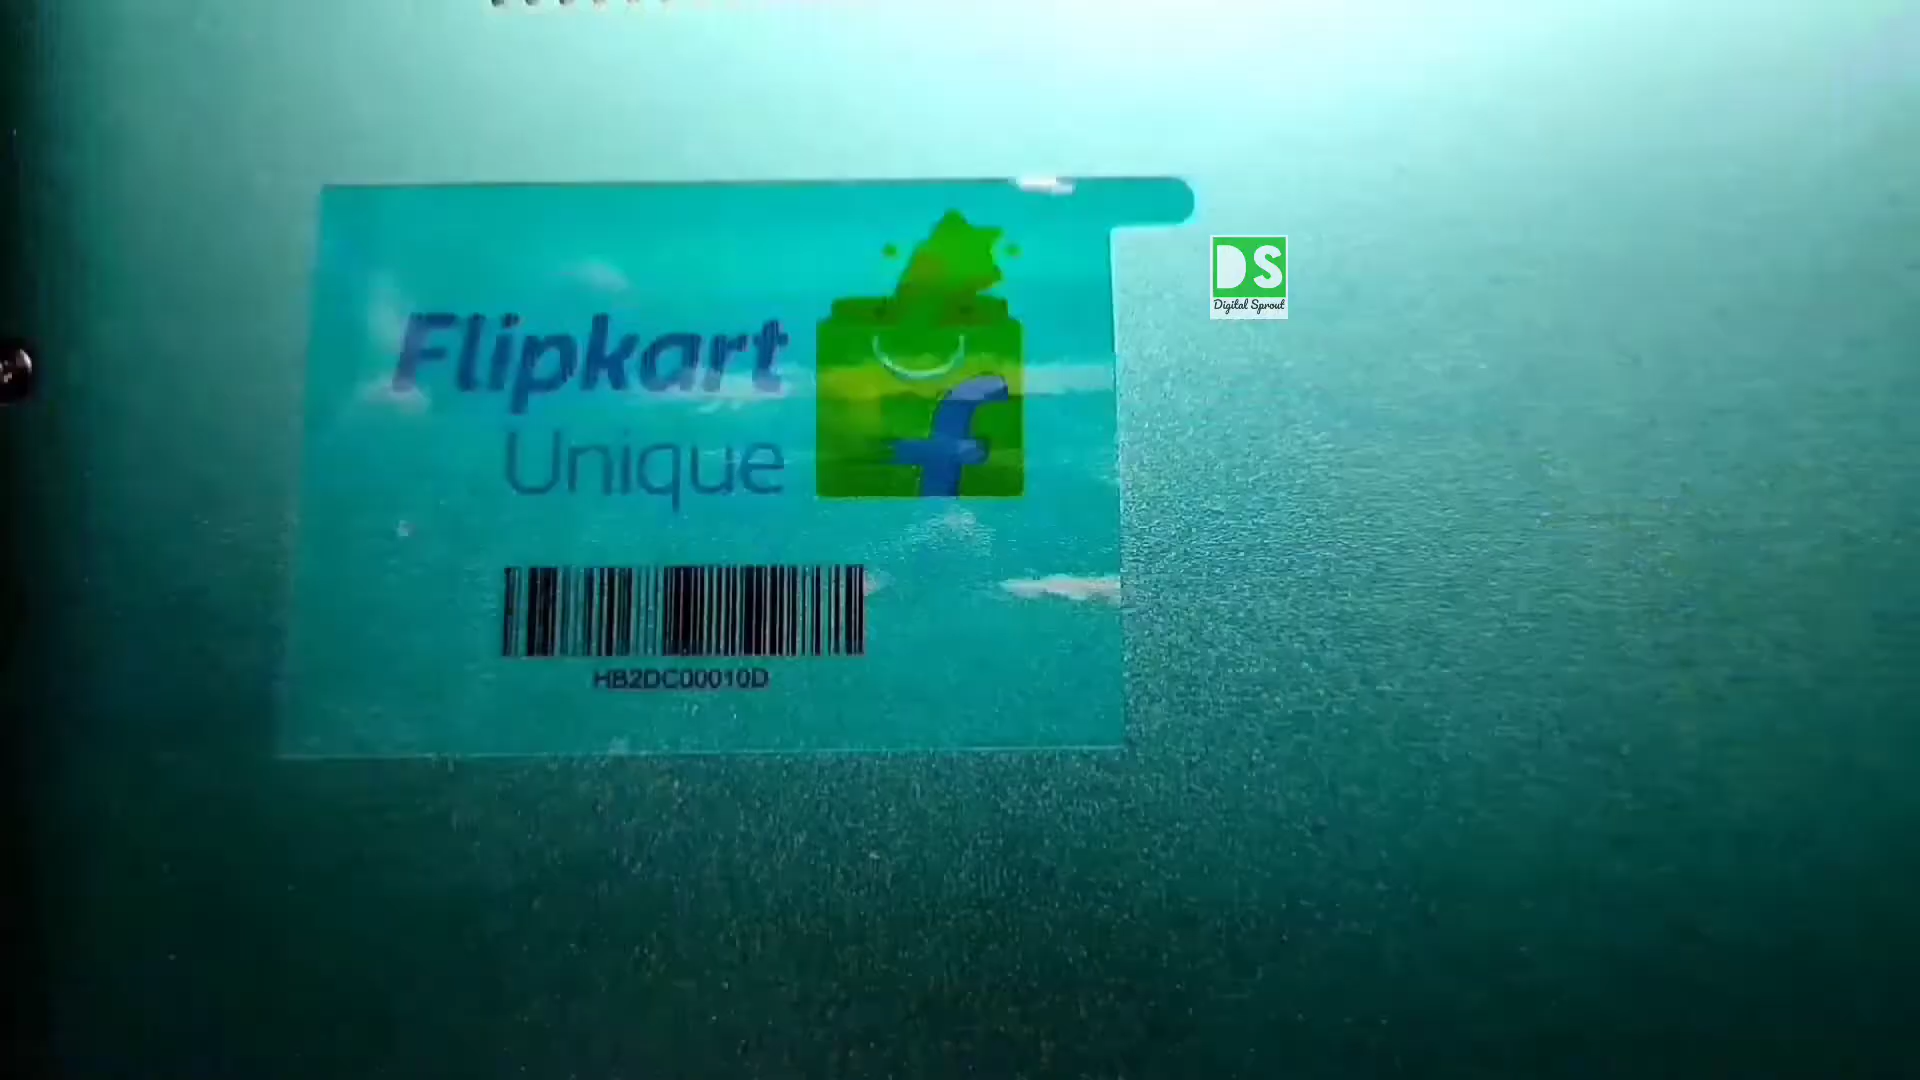 Flipkart
Unique
f
HB2DC00010D
DS
Digital Sprout